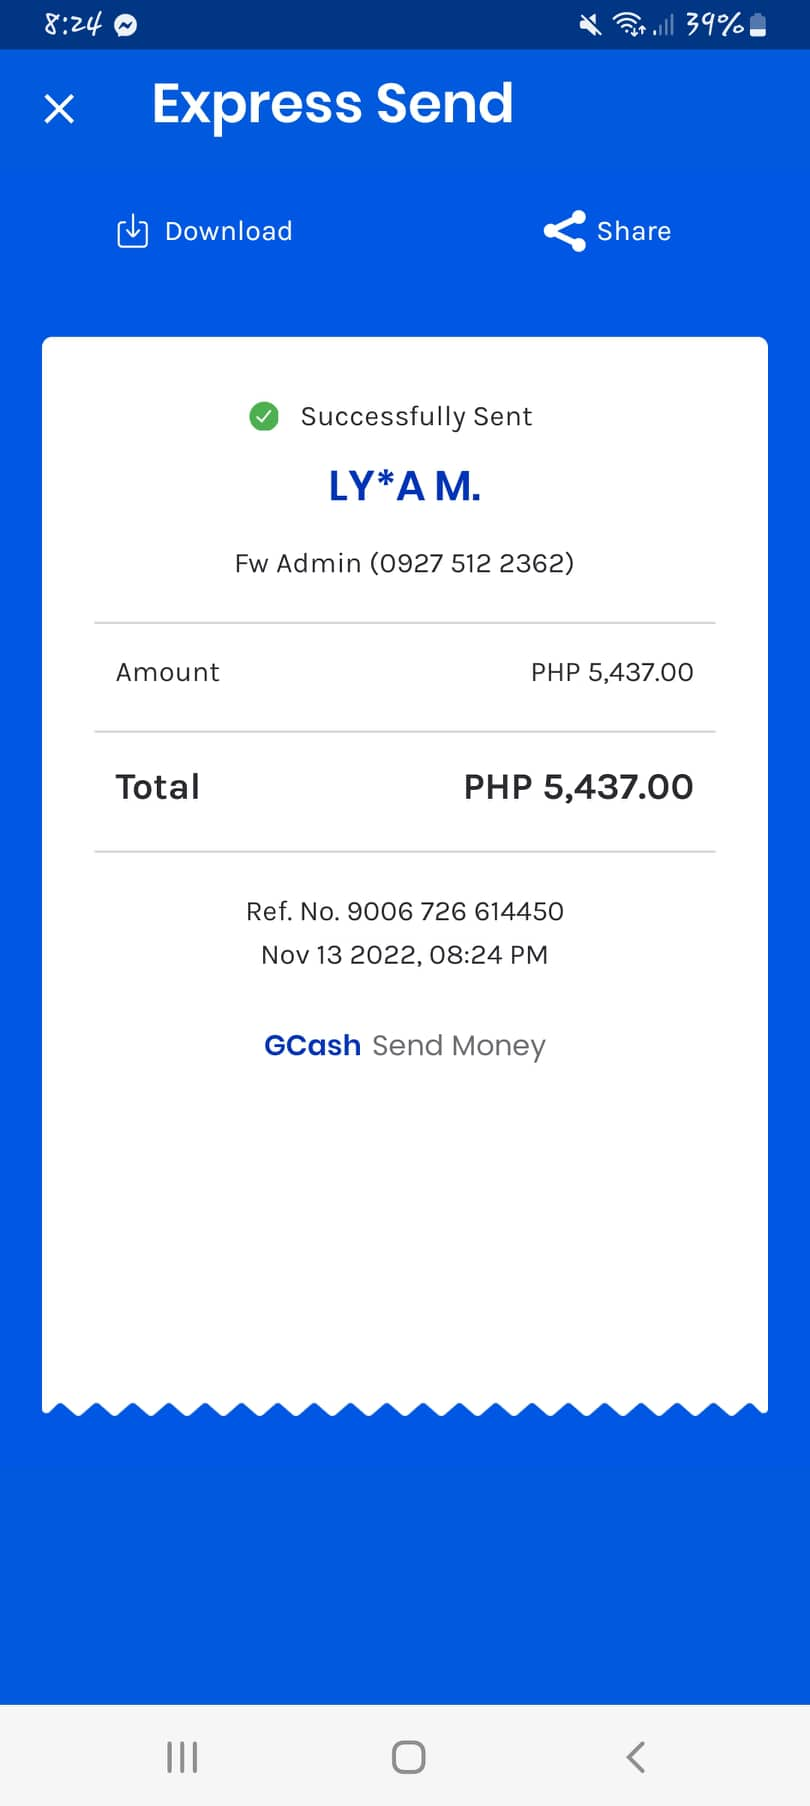 8:24 39%
Express Send
Download Share
Successfully Sent
LY*A M.
Fw Admin (0927 512 2362)
Amount PHP 5,437.00
Total PHP 5,437.00
Ref. No. 9006 726 614450
Nov 13 2022, 08:24 PM
GCash Send Money